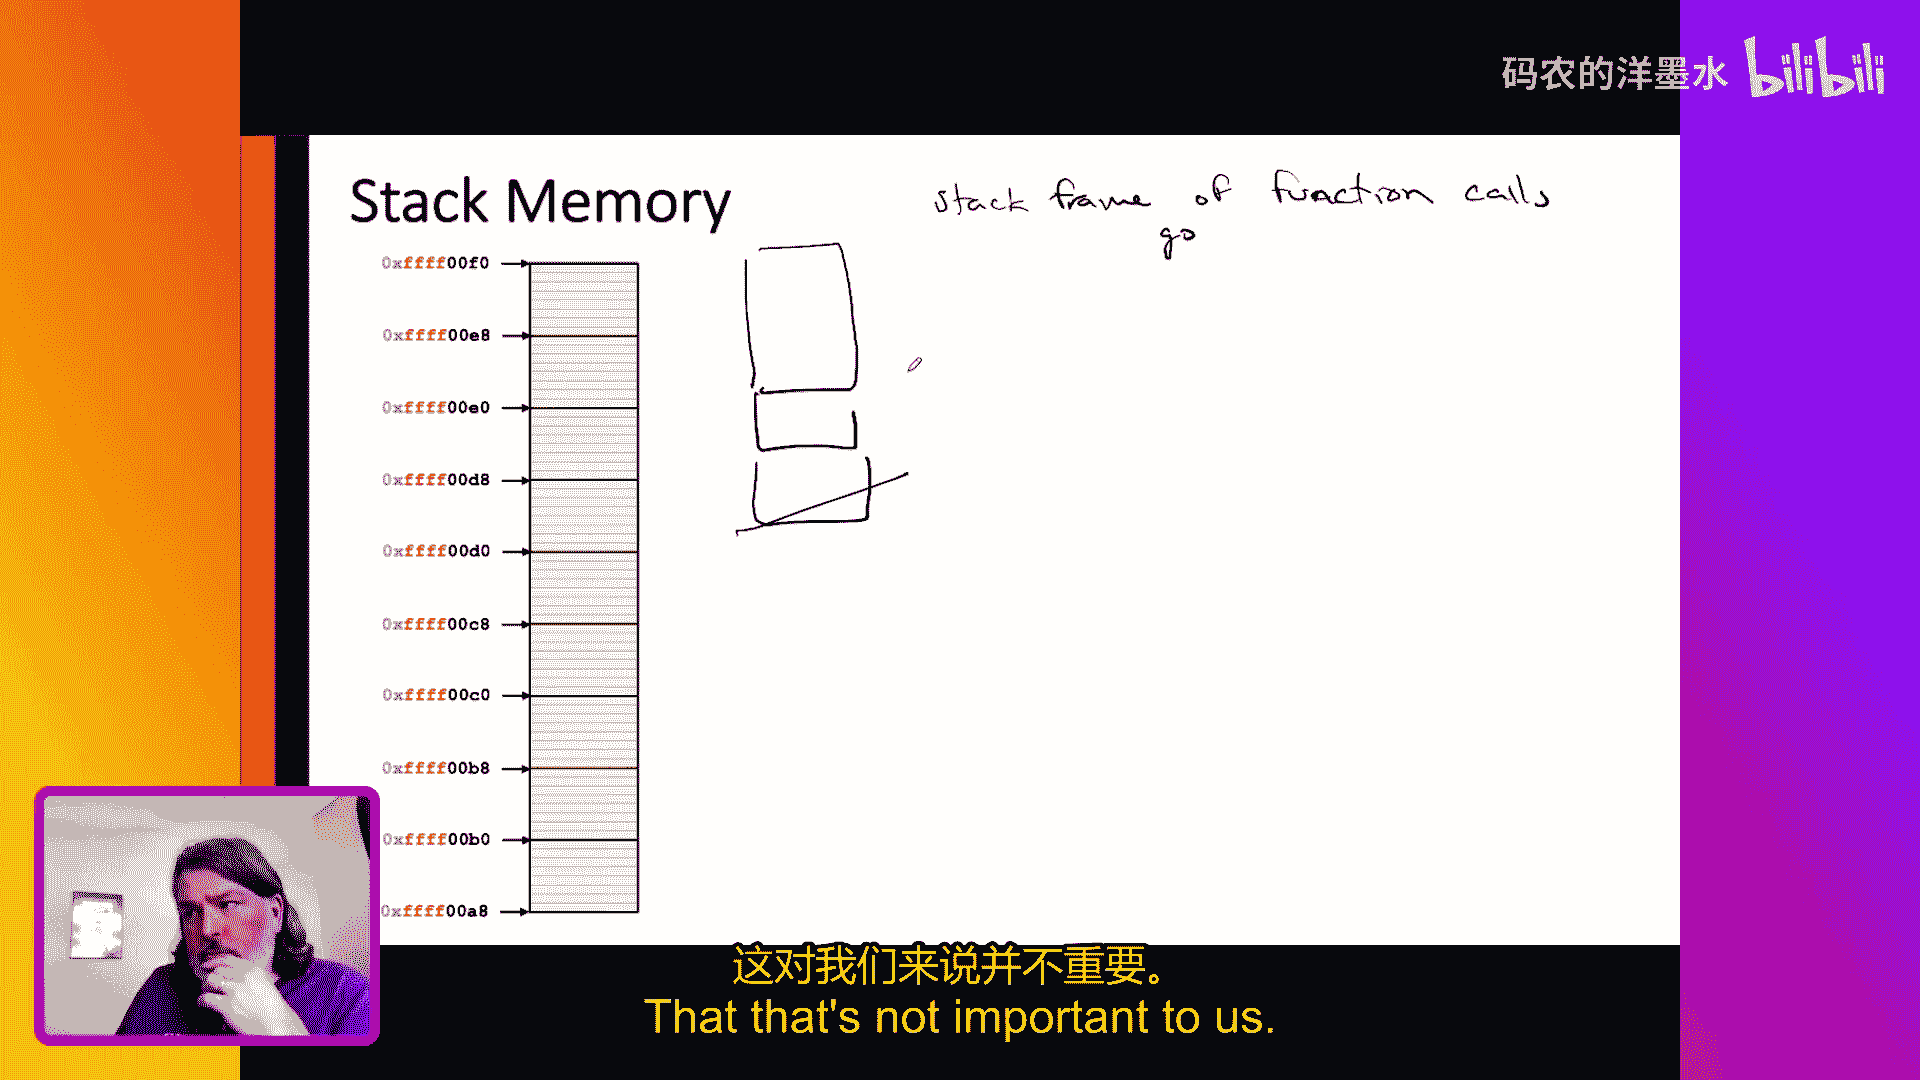 码农的洋墨水 bilibili
Stack Memory
stack frame of function calls
go
0xffff00f0
0xffff00e8
0xffff00e0
0xffff00d8
0xffff00d0
0xffff00c8
0xffff00c0
0xffff00b8
0xffff00b0
0xffff00a8
这对我们来说并不重要。
That that's not important to us.